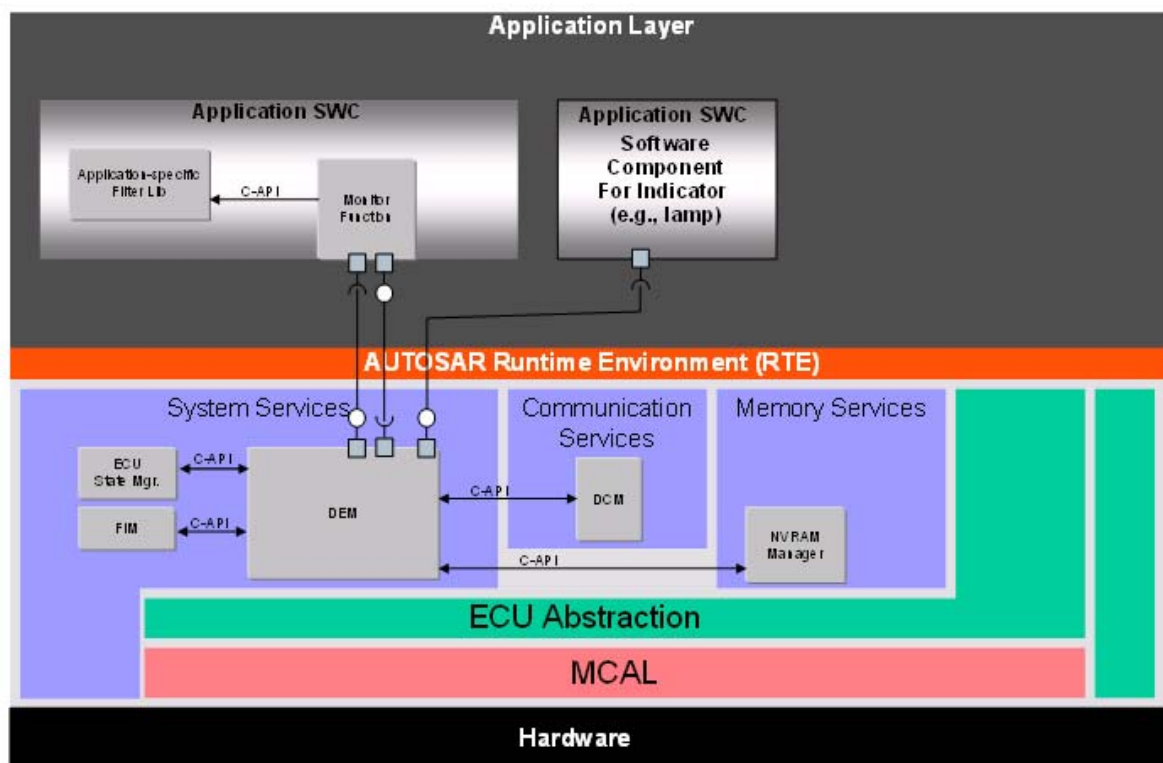 Application Layer
Application SWC
Application-specific
Filter Lib
C-API
Monitor
Function
Application SWC
Software
Component
For Indicator
(e.g., lamp)
AUTOSAR Runtime Environment (RTE)
System Services
Communication
Services
Memory Services
ECU
State Mgr.
C-API
FIM
C-API
DEM
C-API
DCM
C-API
NVRAM
Manager
ECU Abstraction
MCAL
Hardware